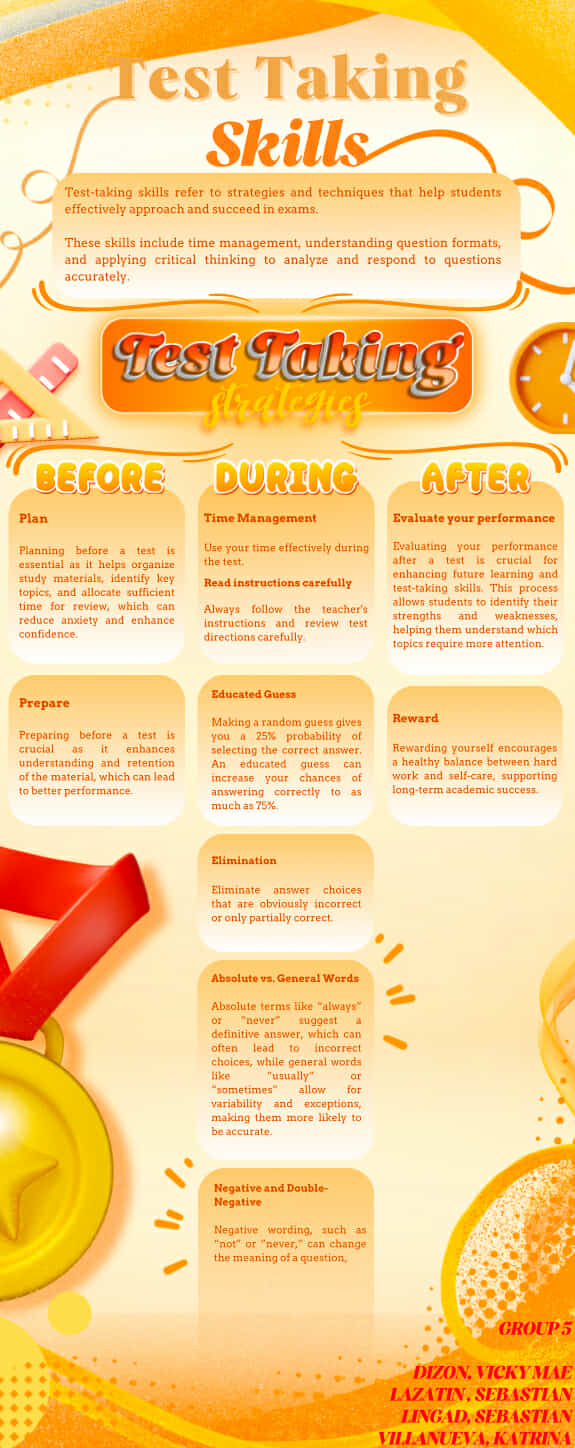 Test Taking
Skills
Test-taking skills refer to strategies and techniques that help students
effectively approach and succeed in exams.
These skills include time management, understanding question formats,
and applying critical thinking to analyze and respond to questions
accurately.
Test Taking
strategies
BEFORE
Plan
Planning before a test is
essential as it helps organize
study materials, identify key
topics, and allocate sufficient
time for review, which can
reduce anxiety and enhance
confidence.
Prepare
Preparing before a test is
crucial as it enhances
understanding and retention
of the material, which can lead
to better performance.
DURING
Time Management
Use your time effectively during
the test.
Read instructions carefully
Always follow the teacher's
instructions and review test
directions carefully.
Educated Guess
Making a random guess gives
you a 25% probability of
selecting the correct answer.
An educated guess can
increase your chances of
answering correctly to as
much as 75%.
Elimination
Eliminate answer choices
that are obviously incorrect
or only partially correct.
Absolute vs. General Words
Absolute terms like "always"
or "never" suggest a
definitive answer, which can
often lead to incorrect
choices, while general words
like "usually" or
"sometimes" allow for
variability and exceptions,
making them more likely to
be accurate.
Negative and Double-
Negative
Negative wording, such as
"not" or "never," can change
the meaning of a question,
AFTER
Evaluate your performance
Evaluating your performance
after a test is crucial for
enhancing future learning and
test-taking skills. This process
allows students to identify their
strengths and weaknesses,
helping them understand which
topics require more attention.
Reward
Rewarding yourself encourages
a healthy balance between hard
work and self-care, supporting
long-term academic success.
GROUP 5
DIZON, VICKY MAE
LAZATIN, SEBASTIAN
LINGAD, SEBASTIAN
VILLANUEVA, KATRINA